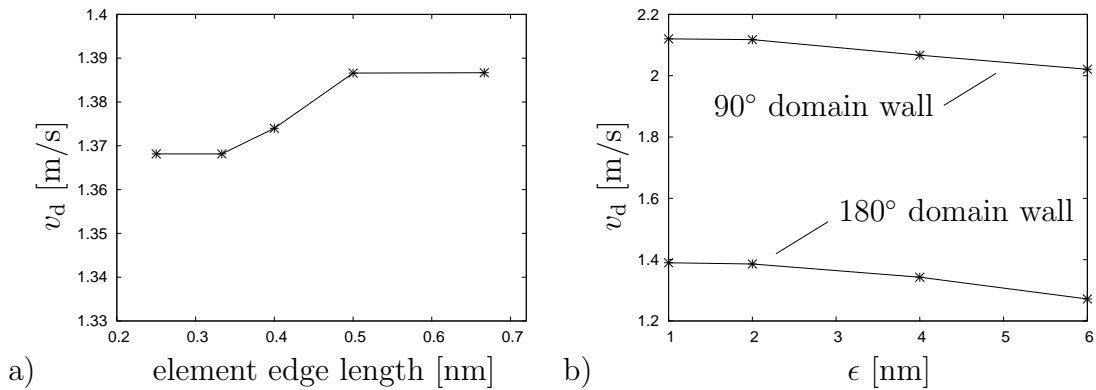 1.4
1.39
1.38
1.37
1.36
1.35
1.34
1.33
0.2 0.3 0.4 0.5 0.6 0.7
v_d [m/s]
a) element edge length [nm]
2.2
2
1.8
1.6
1.4
1.2
1 2 3 4 5 6
v_d [m/s]
90° domain wall
180° domain wall
b) ϵ [nm]